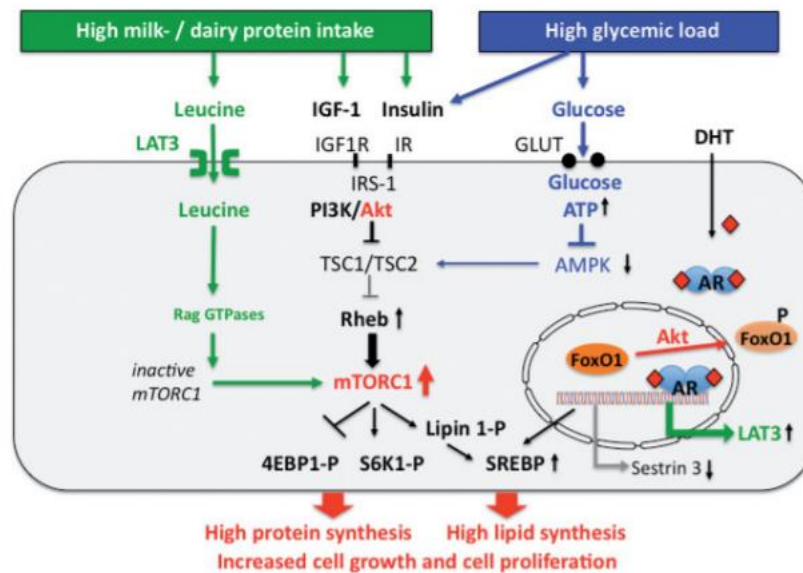 High milk- / dairy protein intake
High glycemic load
Leucine
IGF-1
Insulin
Glucose
LAT3
IGF1R
IR
GLUT
DHT
IRS-1
Glucose
Leucine
PI3K/Akt
ATP
TSC1/TSC2
AMPK
AR
Rag GTPases
Rheb
P
FoxO1
Akt
FoxO1
inactive
mTORC1
mTORC1
AR
Lipin 1-P
LAT3
4EBP1-P
S6K1-P
SREBP
Sestrin 3
High protein synthesis
High lipid synthesis
Increased cell growth and cell proliferation